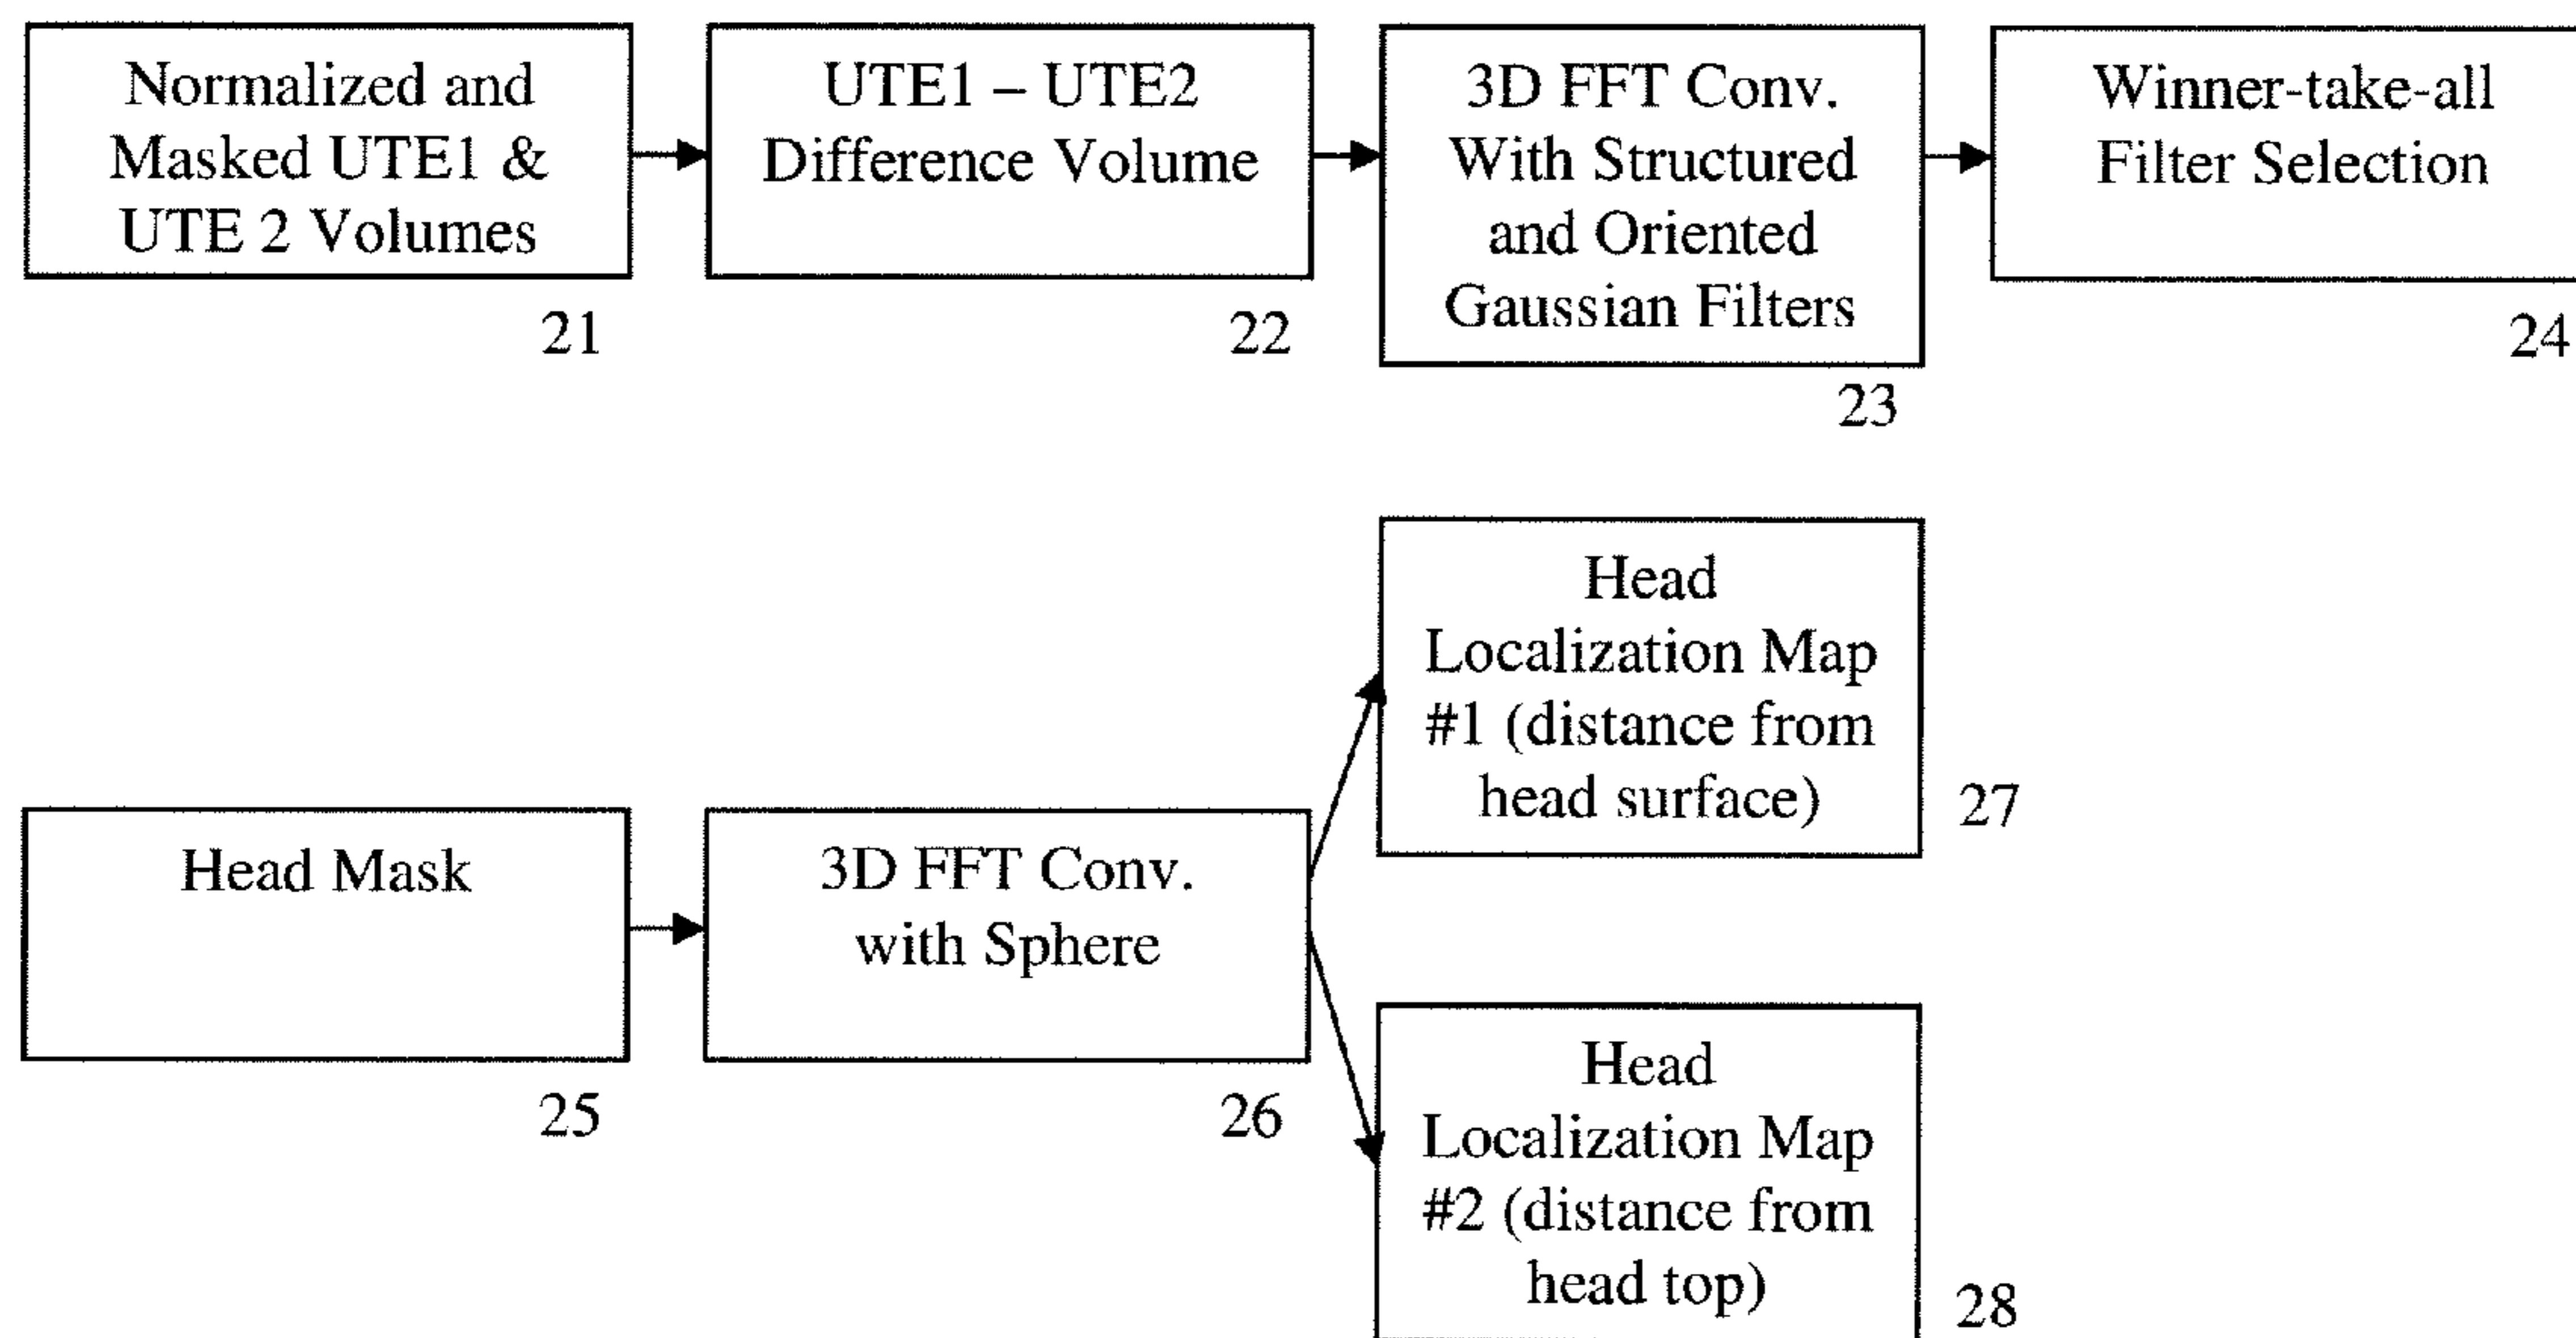 Normalized and
Masked UTE1 &
UTE 2 Volumes
21
UTE1 – UTE2
Difference Volume
22
3D FFT Conv.
With Structured
and Oriented
Gaussian Filters
23
Winner-take-all
Filter Selection
24
Head Mask
25
3D FFT Conv.
with Sphere
26
Head
Localization Map
#1 (distance from
head surface)
27
Head
Localization Map
#2 (distance from
head top)
28